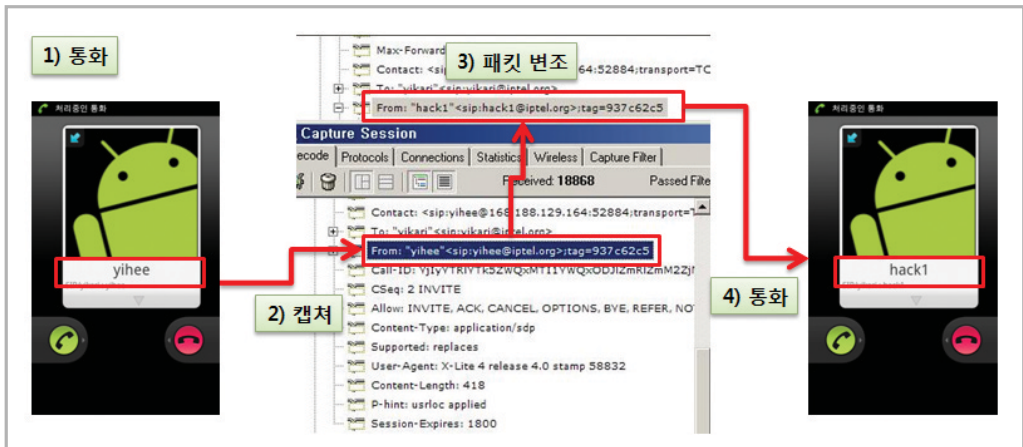 1) 통화
처리중인 통화
yihee
3) 패킷 변조
Max-Forward
Contact: <sip 64:52884;transport=TC
To: "yikari"<sip:yikari@iptel.org>
From: "hack1"<sip:hack1@iptel.org>;tag=937c62c5
Capture Session
ecode Protocols Connections Statistics Wireless Capture Filter
Received: 18868 Passed Filte
Contact: <sip:yihee@168.188.129.164:52884;transport=T
To: "vikari"<sip:vikari@iptel.org>
From: "yihee"<sip:yihee@iptel.org>;tag=937c62c5
2) 캡쳐
CSeq: 2 INVITE
Allow: INVITE, ACK, CANCEL, OPTIONS, BYE, REFER, NO
Content-Type: application/sdp
Supported: replaces
User-Agent: X-Lite 4 release 4.0 stamp 58832
Content-Length: 418
P-hint: usrloc applied
Session-Expires: 1800
4) 통화
처리중인 통화
hack1